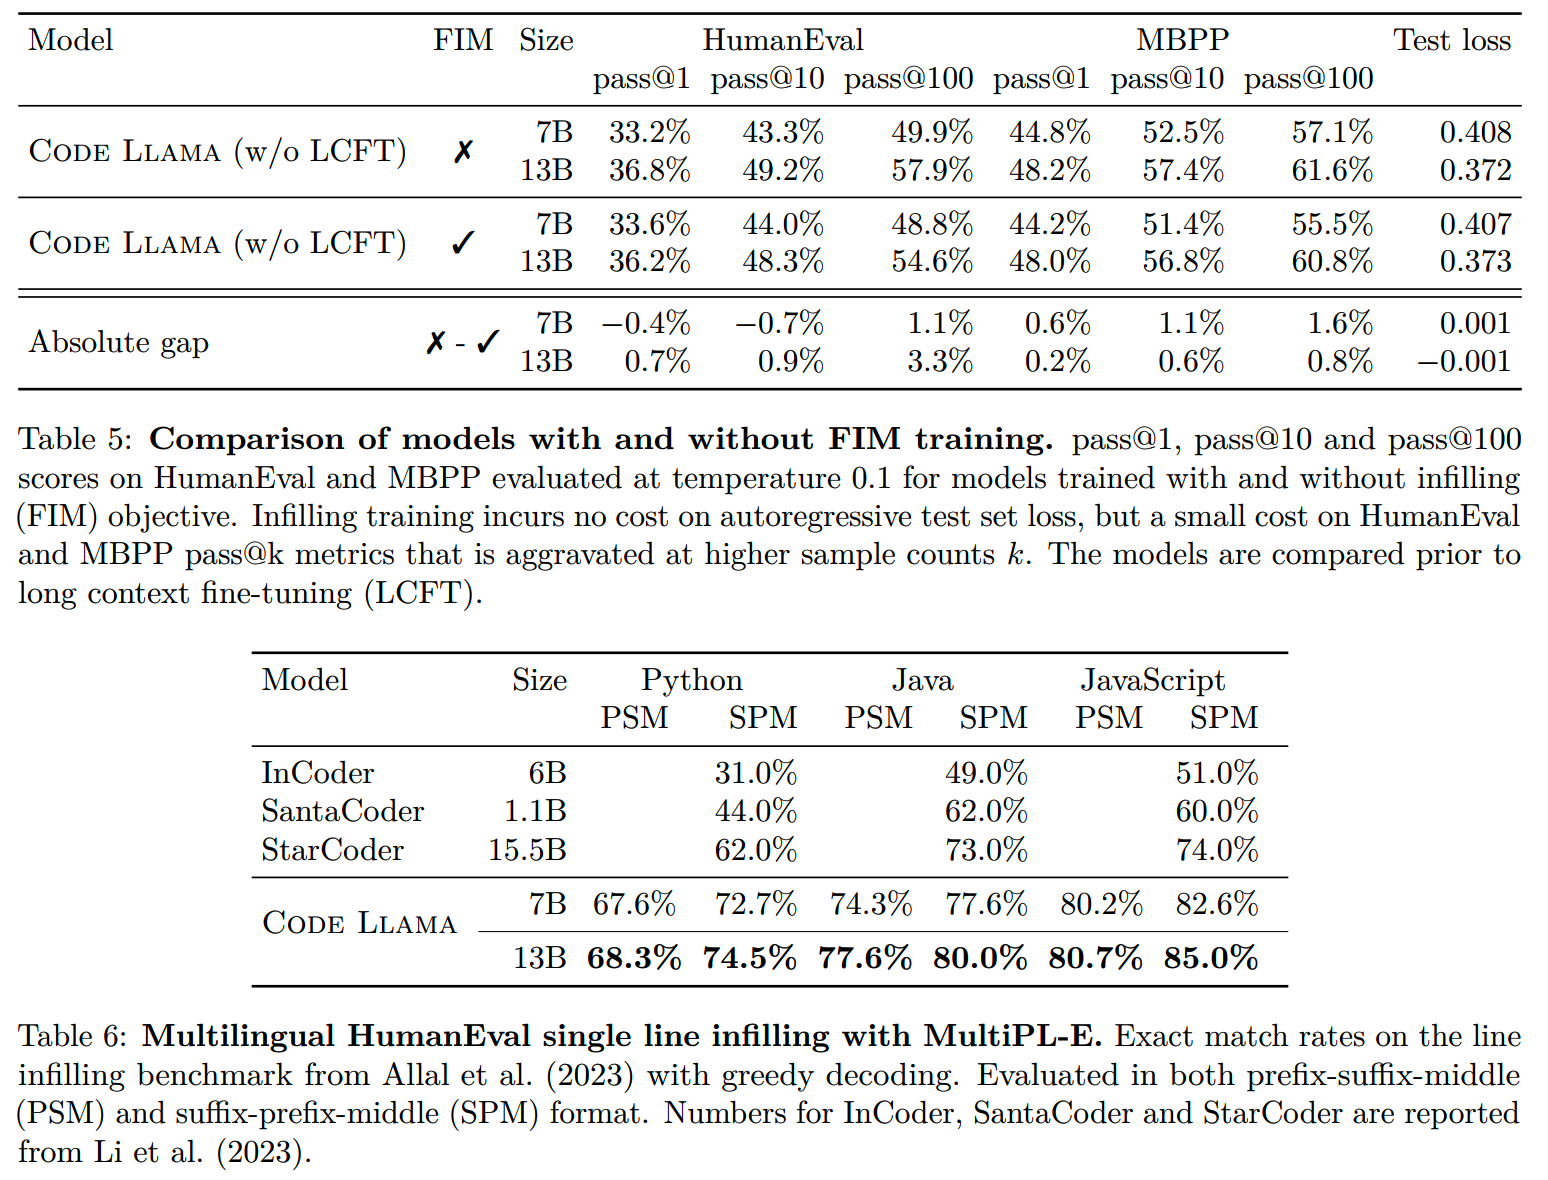 Model FIM Size HumanEval MBPP Test loss
pass@1 pass@10 pass@100 pass@1 pass@10 pass@100
CODE LLAMA (w/o LCFT) ✗ 7B 33.2% 43.3% 49.9% 44.8% 52.5% 57.1% 0.408
13B 36.8% 49.2% 57.9% 48.2% 57.4% 61.6% 0.372
CODE LLAMA (w/o LCFT) ✓ 7B 33.6% 44.0% 48.8% 44.2% 51.4% 55.5% 0.407
13B 36.2% 48.3% 54.6% 48.0% 56.8% 60.8% 0.373
Absolute gap ✗ - ✓ 7B −0.4% −0.7% 1.1% 0.6% 1.1% 1.6% 0.001
13B 0.7% 0.9% 3.3% 0.2% 0.6% 0.8% −0.001
Table 5: Comparison of models with and without FIM training. pass@1, pass@10 and pass@100
scores on HumanEval and MBPP evaluated at temperature 0.1 for models trained with and without infilling
(FIM) objective. Infilling training incurs no cost on autoregressive test set loss, but a small cost on HumanEval
and MBPP pass@k metrics that is aggravated at higher sample counts k. The models are compared prior to
long context fine-tuning (LCFT).
Model Size Python Java JavaScript
PSM SPM PSM SPM PSM SPM
InCoder 6B 31.0% 49.0% 51.0%
SantaCoder 1.1B 44.0% 62.0% 60.0%
StarCoder 15.5B 62.0% 73.0% 74.0%
CODE LLAMA 7B 67.6% 72.7% 74.3% 77.6% 80.2% 82.6%
13B 68.3% 74.5% 77.6% 80.0% 80.7% 85.0%
Table 6: Multilingual HumanEval single line infilling with MultiPL-E. Exact match rates on the line
infilling benchmark from Allal et al. (2023) with greedy decoding. Evaluated in both prefix-suffix-middle
(PSM) and suffix-prefix-middle (SPM) format. Numbers for InCoder, SantaCoder and StarCoder are reported
from Li et al. (2023).